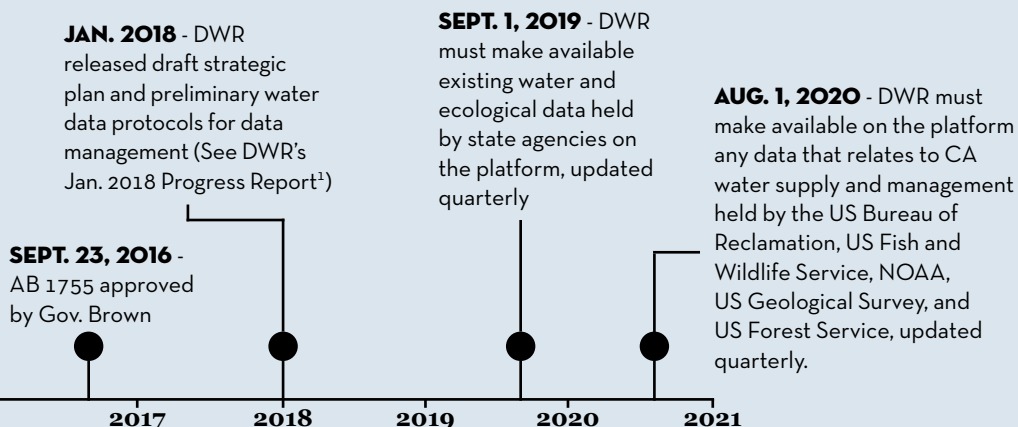 JAN. 2018 - DWR
released draft strategic
plan and preliminary water
data protocols for data
management (See DWR's
Jan. 2018 Progress Report¹)
SEPT. 23, 2016 -
AB 1755 approved
by Gov. Brown
SEPT. 1, 2019 - DWR
must make available
existing water and
ecological data held
by state agencies on
the platform, updated
quarterly
AUG. 1, 2020 - DWR must
make available on the platform
any data that relates to CA
water supply and management
held by the US Bureau of
Reclamation, US Fish and
Wildlife Service, NOAA,
US Geological Survey, and
US Forest Service, updated
quarterly.
2017 2018 2019 2020 2021